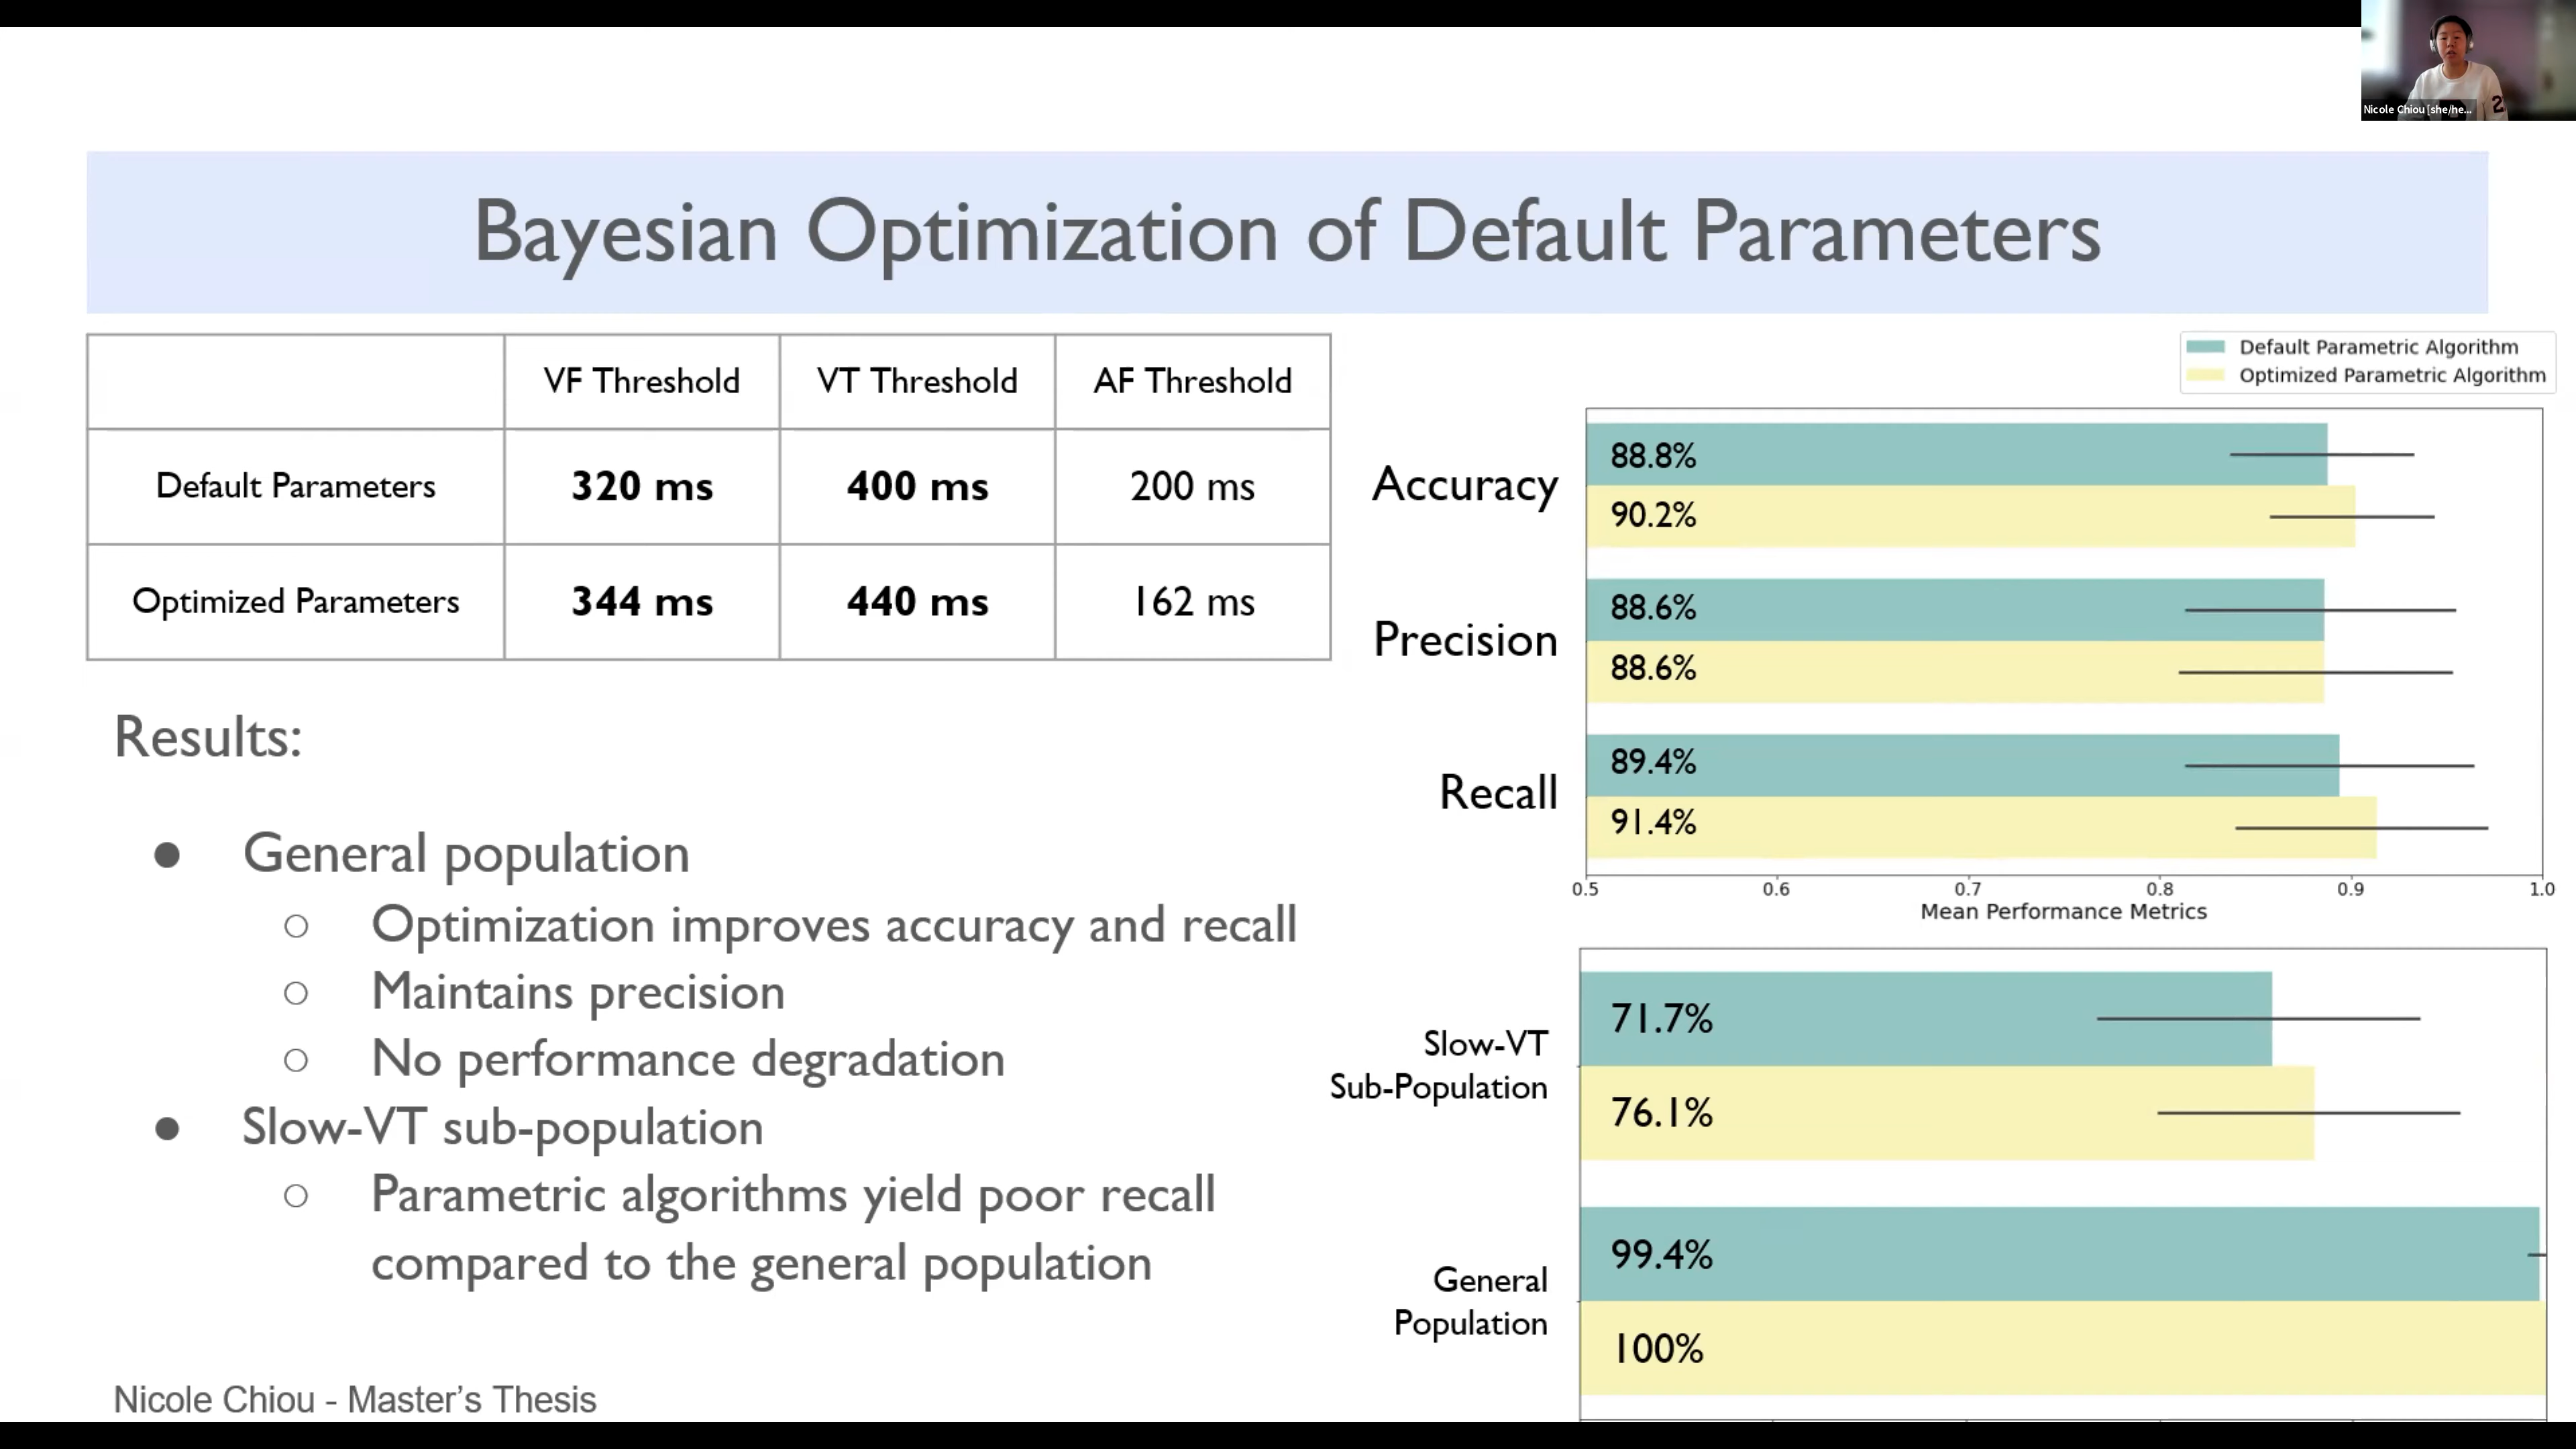 Nicole Chiou [she/he...
Bayesian Optimization of Default Parameters
VF Threshold VT Threshold AF Threshold
Default Parameters 320 ms 400 ms 200 ms
Optimized Parameters 344 ms 440 ms 162 ms
Results:
● General population
○ Optimization improves accuracy and recall
○ Maintains precision
○ No performance degradation
● Slow-VT sub-population
○ Parametric algorithms yield poor recall
compared to the general population
Nicole Chiou - Master’s Thesis
Default Parametric Algorithm
Optimized Parametric Algorithm
Accuracy
88.8%
90.2%
Precision
88.6%
88.6%
Recall
89.4%
91.4%
0.5 0.6 0.7 0.8 0.9 1.0
Mean Performance Metrics
Slow-VT
Sub-Population
71.7%
76.1%
General
Population
99.4%
100%
2